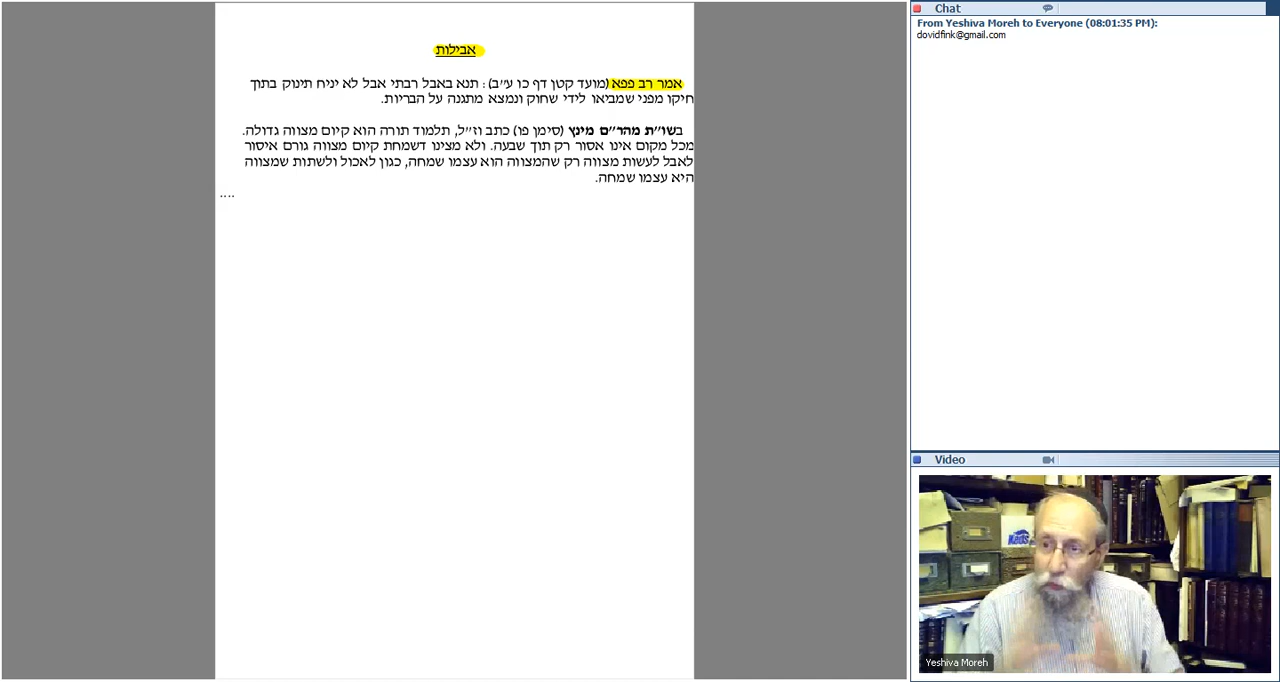 אבילות
אמר רב פפא (מועד קטן דף כו ע״ב) : תנא באבל רבתי אבל לא יניח תינוק בתוך
חיקו מפני שמביאו לידי שחוק ונמצא מתגנה על הבריות.
בשו״ת מהר״ם מינץ (סימן פו) כתב וז״ל, תלמוד תורה הוא קיום מצווה גדולה.
מכל מקום אינו אסור רק תוך שבעה. ולא מצינו דשמחת קיום מצווה גורם איסור
לאבל לעשות מצווה רק שהמצווה הוא עצמו שמחה, כגון לאכול ולשתות שמצווה
היא עצמו שמחה.
....
Chat
From Yeshiva Moreh to Everyone (08:01:35 PM):
dovidfink@gmail.com
Video
Yeshiva Moreh